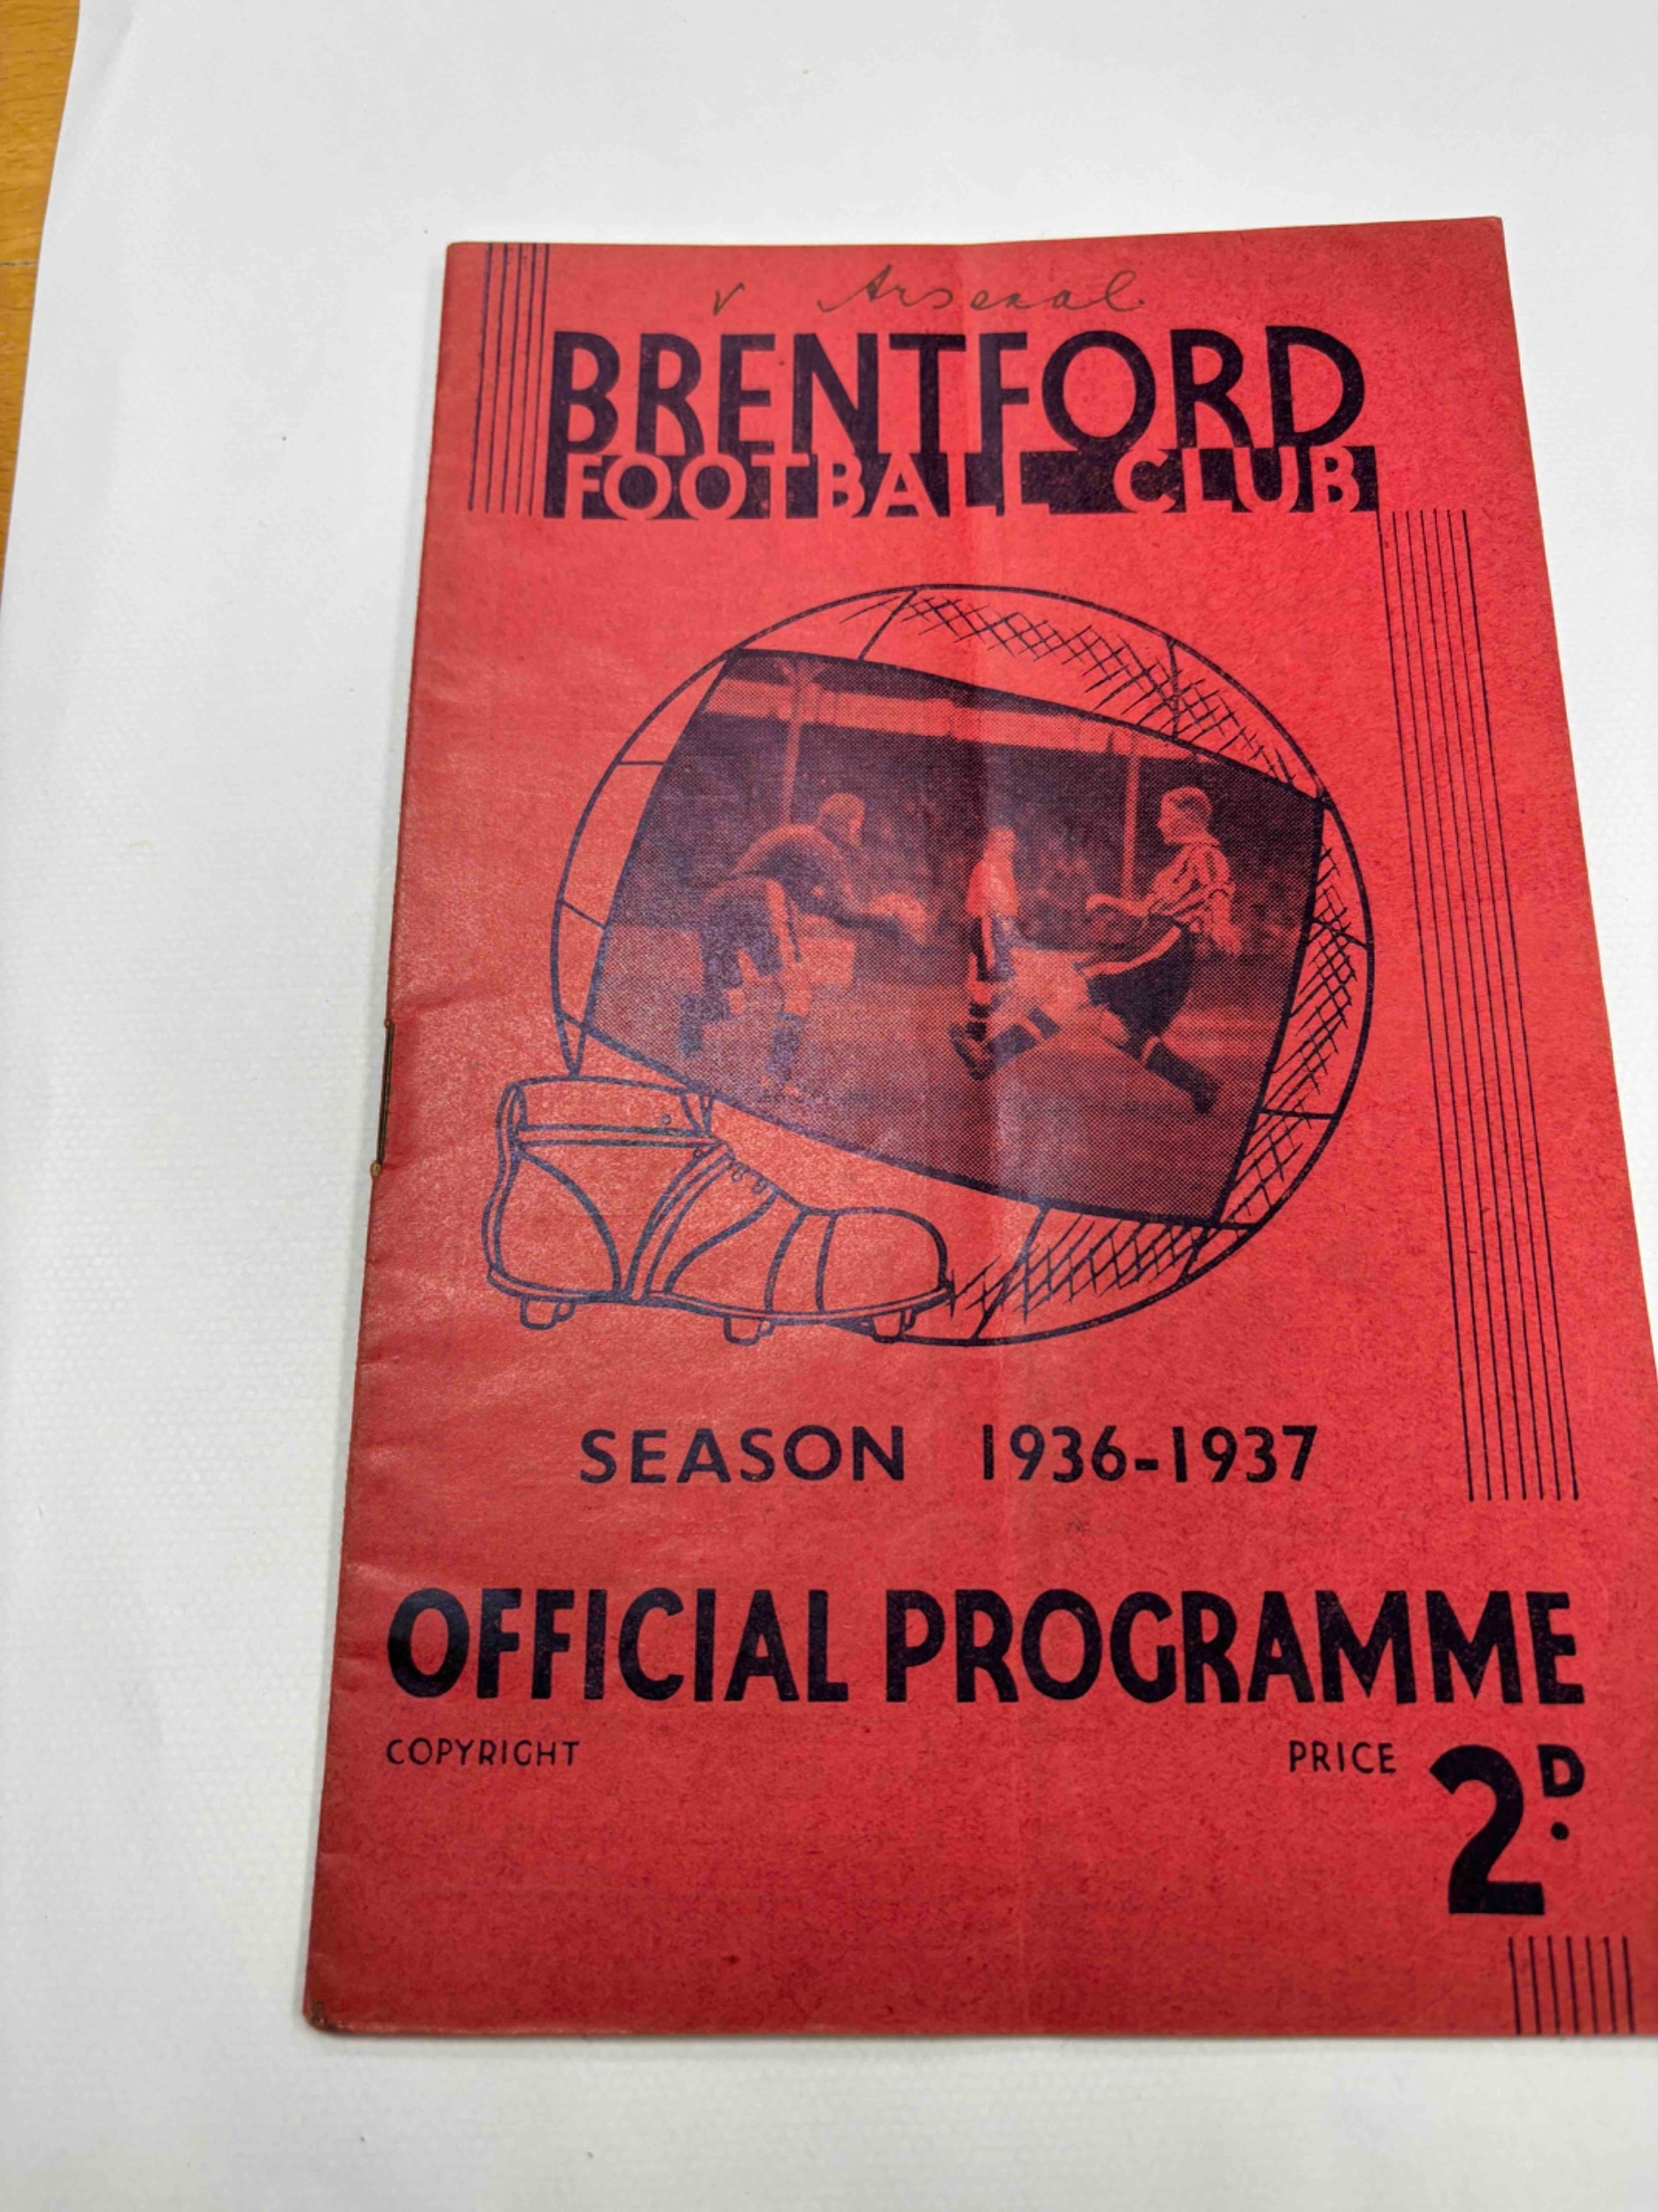 v Arsenal
BRENTFORD
FOOTBALL CLUB
SEASON 1936-1937
OFFICIAL PROGRAMME
COPYRIGHT PRICE 2D.